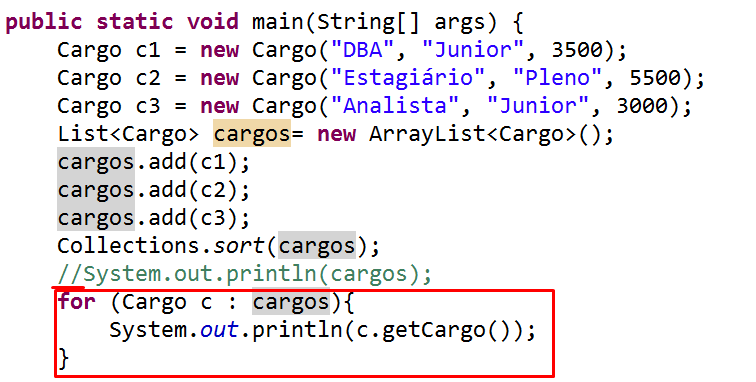 public static void main(String[] args) {
    Cargo c1 = new Cargo("DBA", "Junior", 3500);
    Cargo c2 = new Cargo("Estagiário", "Pleno", 5500);
    Cargo c3 = new Cargo("Analista", "Junior", 3000);
    List<Cargo> cargos= new ArrayList<Cargo>();
    cargos.add(c1);
    cargos.add(c2);
    cargos.add(c3);
    Collections.sort(cargos);
    //System.out.println(cargos);
    for (Cargo c : cargos){
        System.out.println(c.getCargo());
    }